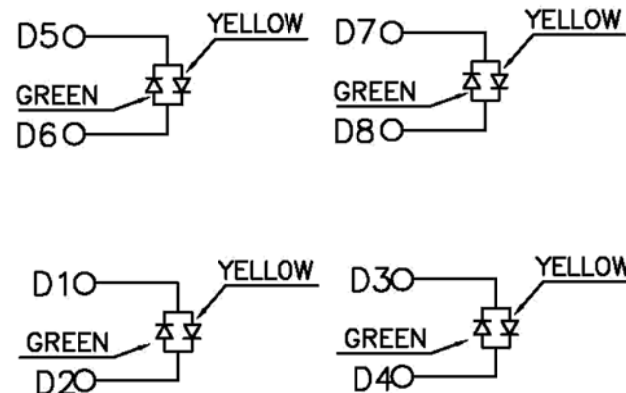 D5 YELLOW
GREEN
D6
D7 YELLOW
GREEN
D8
D1 YELLOW
GREEN
D2
D3 YELLOW
GREEN
D4